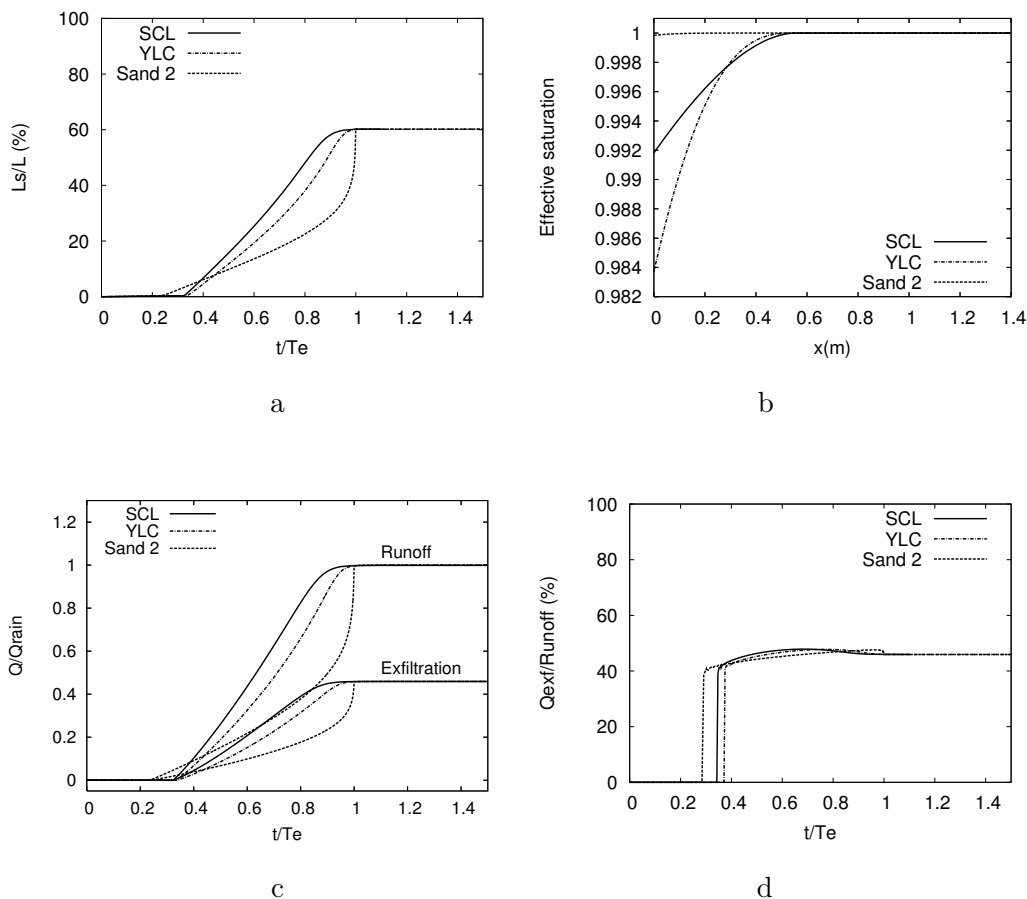 100
80
60
40
20
0
Ls/L (%)
SCL
YLC
Sand 2
0 0.2 0.4 0.6 0.8 1 1.2 1.4
t/Te
a
1
0.998
0.996
0.994
0.992
0.99
0.988
0.986
0.984
0.982
Effective saturation
SCL
YLC
Sand 2
0 0.2 0.4 0.6 0.8 1 1.2 1.4
x(m)
b
1.2
1
0.8
0.6
0.4
0.2
0
Q/Qrain
SCL
YLC
Sand 2
Runoff
Exfiltration
0 0.2 0.4 0.6 0.8 1 1.2 1.4
t/Te
c
100
80
60
40
20
0
Qexf/Runoff (%)
SCL
YLC
Sand 2
0 0.2 0.4 0.6 0.8 1 1.2 1.4
t/Te
d